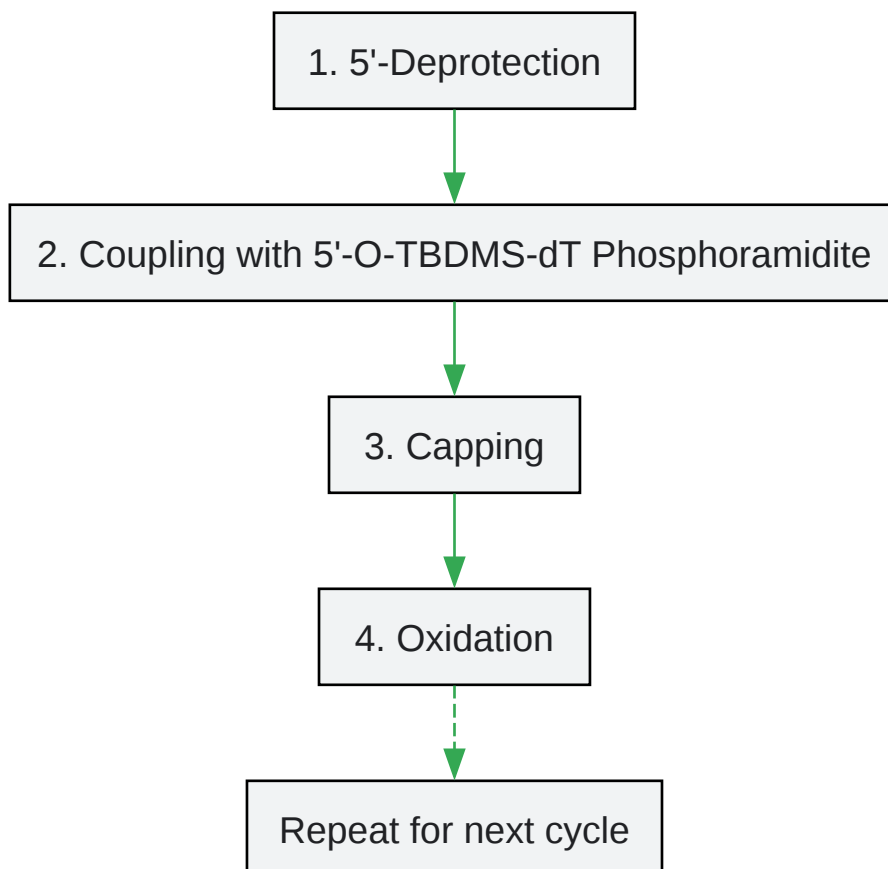 1. 5'-Deprotection
2. Coupling with 5'-O-TBDMS-dT Phosphoramidite
3. Capping
4. Oxidation
Repeat for next cycle